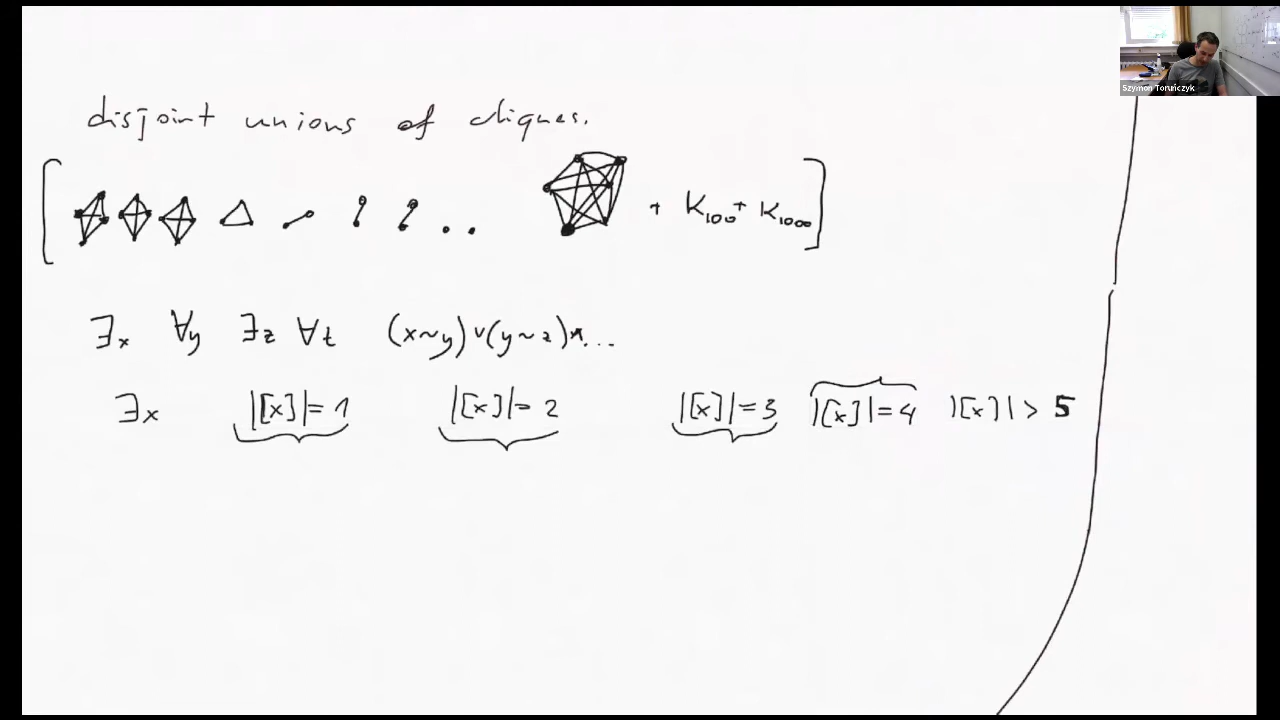 Szymon Toruńczyk
disjoint unions of cliques.
+ K₁₀₀ + K₁₀₀₀
∃x ∀y ∃z ∀t (x~y)∨(y~z)∧...
∃x |[x]|=1 |[x]|=2 |[x]|=3 |[x]|=4 |[x]|> 5